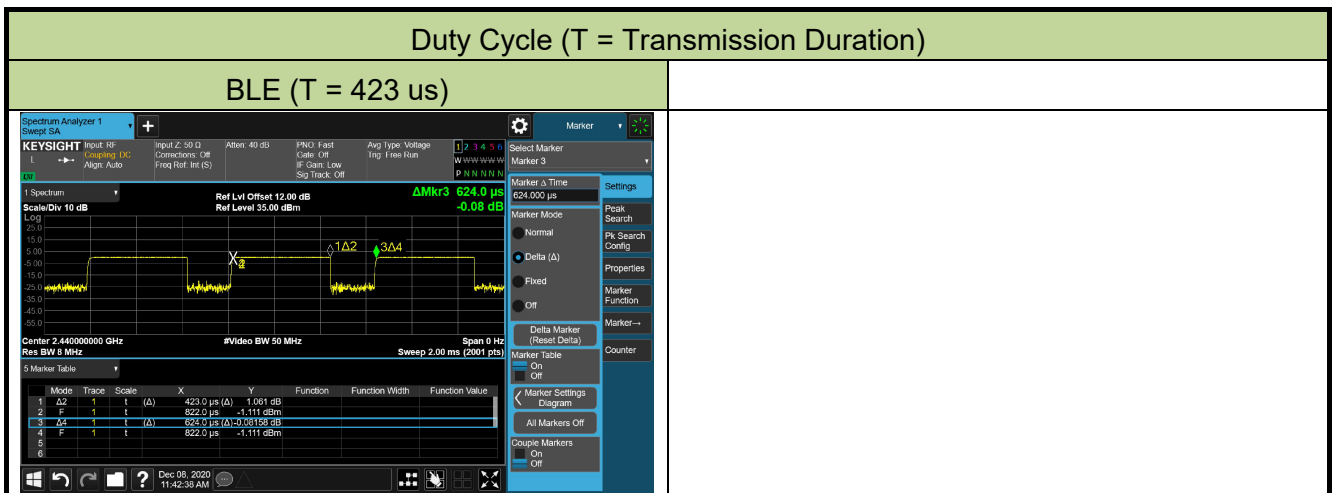 Duty Cycle (T = Transmission Duration)
BLE (T = 423 us)
Spectrum Analyzer 1
Swept SA
+
Marker
KEYSIGHT Input: RF Input Z: 50 Ω Atten: 40 dB PNO: Fast Avg Type: Voltage 1 2 3 4 5 6
L Coupling: DC Corrections: Off Gate: Off Trig: Free Run W W W W W W
Align: Auto Freq Ref: Int (S) IF Gain: Low
Sig Track: Off P N N N N N
Select Marker
Marker 3
1 Spectrum
Ref Lvl Offset 12.00 dB ΔMkr3 624.0 µs
Scale/Div 10 dB Ref Level 35.00 dBm -0.08 dB
Log
25.0
15.0
5.00
-5.00
-15.0
-25.0
-35.0
-45.0
-55.0
1Δ2
3Δ4
Center 2.440000000 GHz #Video BW 50 MHz Span 0 Hz
Res BW 8 MHz Sweep 2.00 ms (2001 pts)
5 Marker Table
Mode Trace Scale X Y Function Function Width Function Value
1 Δ2 1 t (Δ) 423.0 µs (Δ) 1.061 dB
2 F 1 t 822.0 µs -1.111 dBm
3 Δ4 1 t (Δ) 624.0 µs (Δ) -0.08158 dB
4 F 1 t 822.0 µs -1.111 dBm
5
6
Marker Δ Time
624.000 µs
Marker Mode
Normal
Delta (Δ)
Fixed
Off
Delta Marker
(Reset Delta)
Marker Table
On
Off
Marker Settings
Diagram
All Markers Off
Couple Markers
On
Off
Settings
Peak
Search
Pk Search
Config
Properties
Marker
Function
Marker→
Counter
? Dec 08, 2020
11:42:38 AM